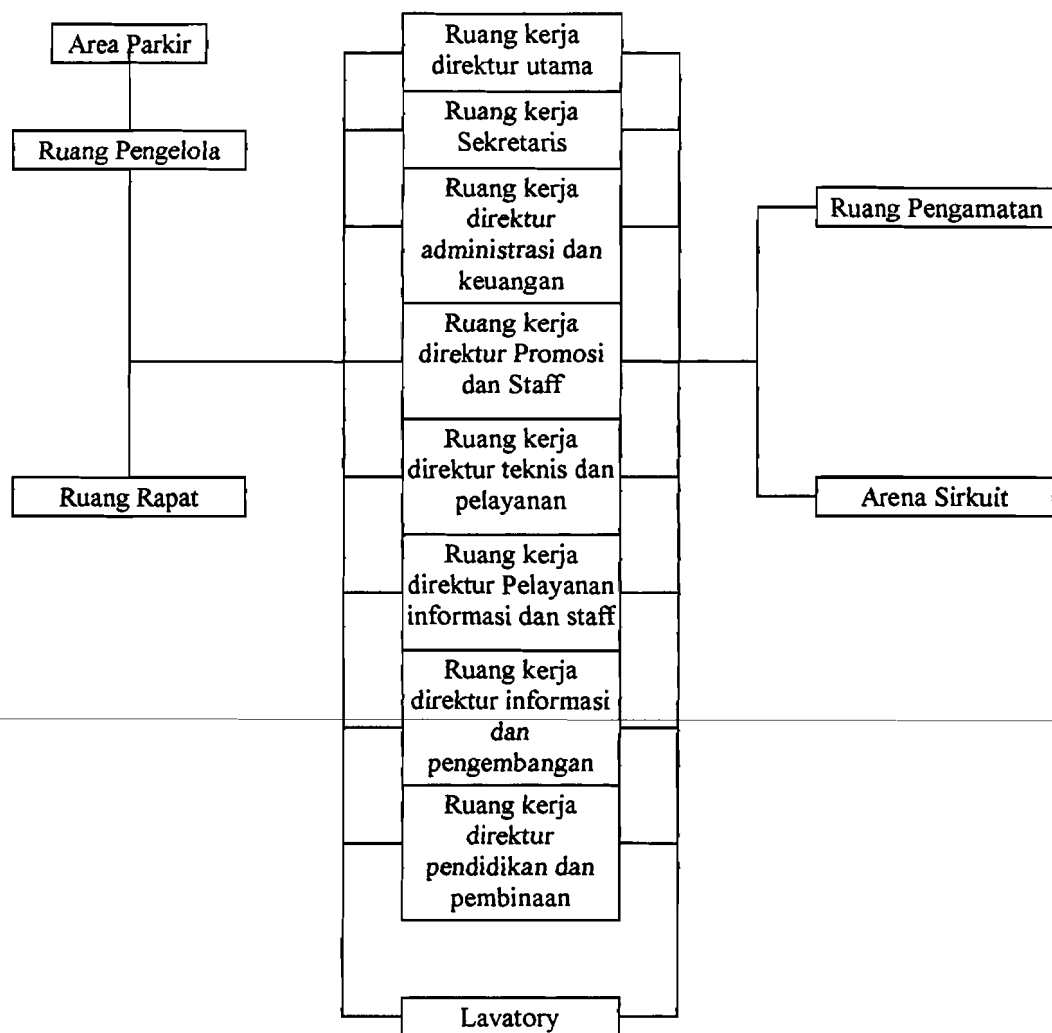 Area Parkir
Ruang Pengelola
Ruang Rapat
Ruang kerja
direktur utama
Ruang kerja
Sekretaris
Ruang kerja
direktur
administrasi dan
keuangan
Ruang kerja
direktur Promosi
dan Staff
Ruang kerja
direktur teknis dan
pelayanan
Ruang kerja
direktur Pelayanan
informasi dan staff
Ruang kerja
direktur informasi
dan
pengembangan
Ruang kerja
direktur
pendidikan dan
pembinaan
Lavatory
Ruang Pengamatan
Arena Sirkuit